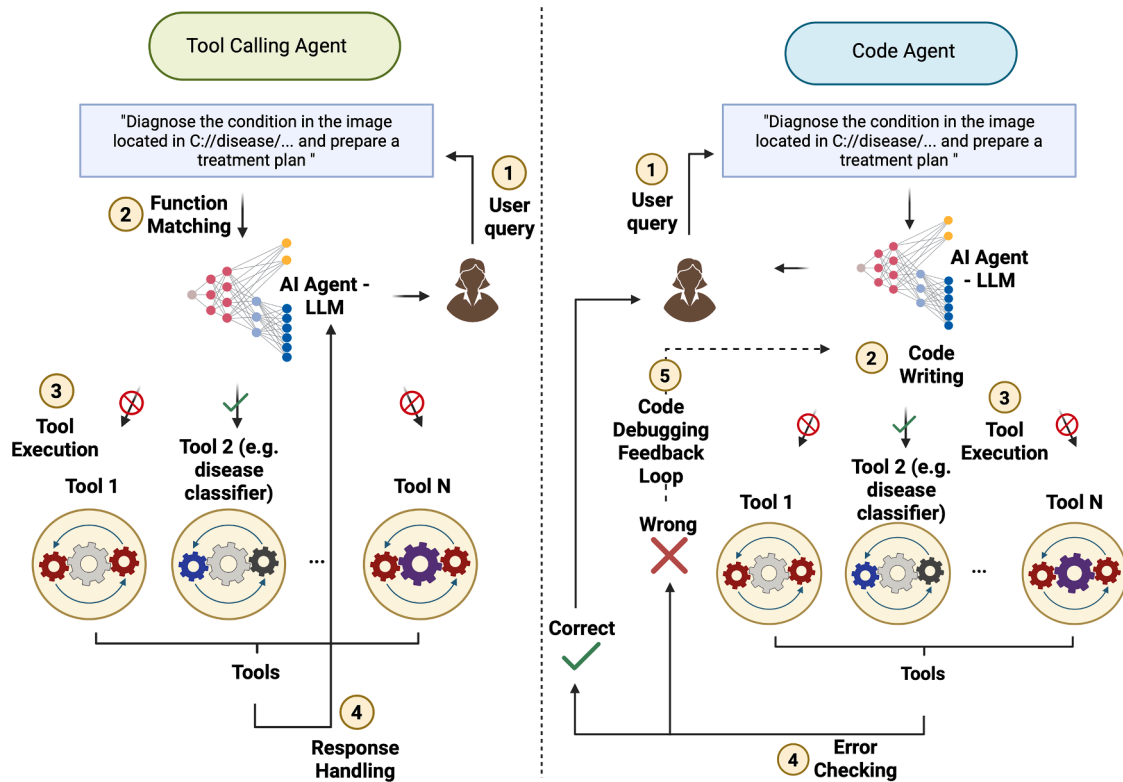 Tool Calling Agent
"Diagnose the condition in the image
located in C://disease/... and prepare a
treatment plan "
1
User
query
2
Function
Matching
AI Agent -
LLM
3
Tool
Execution
Tool 1
Tool 2 (e.g.
disease
classifier)
Tool N
...
Tools
4
Response
Handling
Code Agent
"Diagnose the condition in the image
located in C://disease/... and prepare a
treatment plan "
1
User
query
AI Agent
- LLM
2
Code
Writing
3
Tool
Execution
5
Code
Debugging
Feedback
Loop
Tool 1
Tool 2 (e.g.
disease
classifier)
Tool N
...
Wrong
Correct
Tools
4
Error
Checking